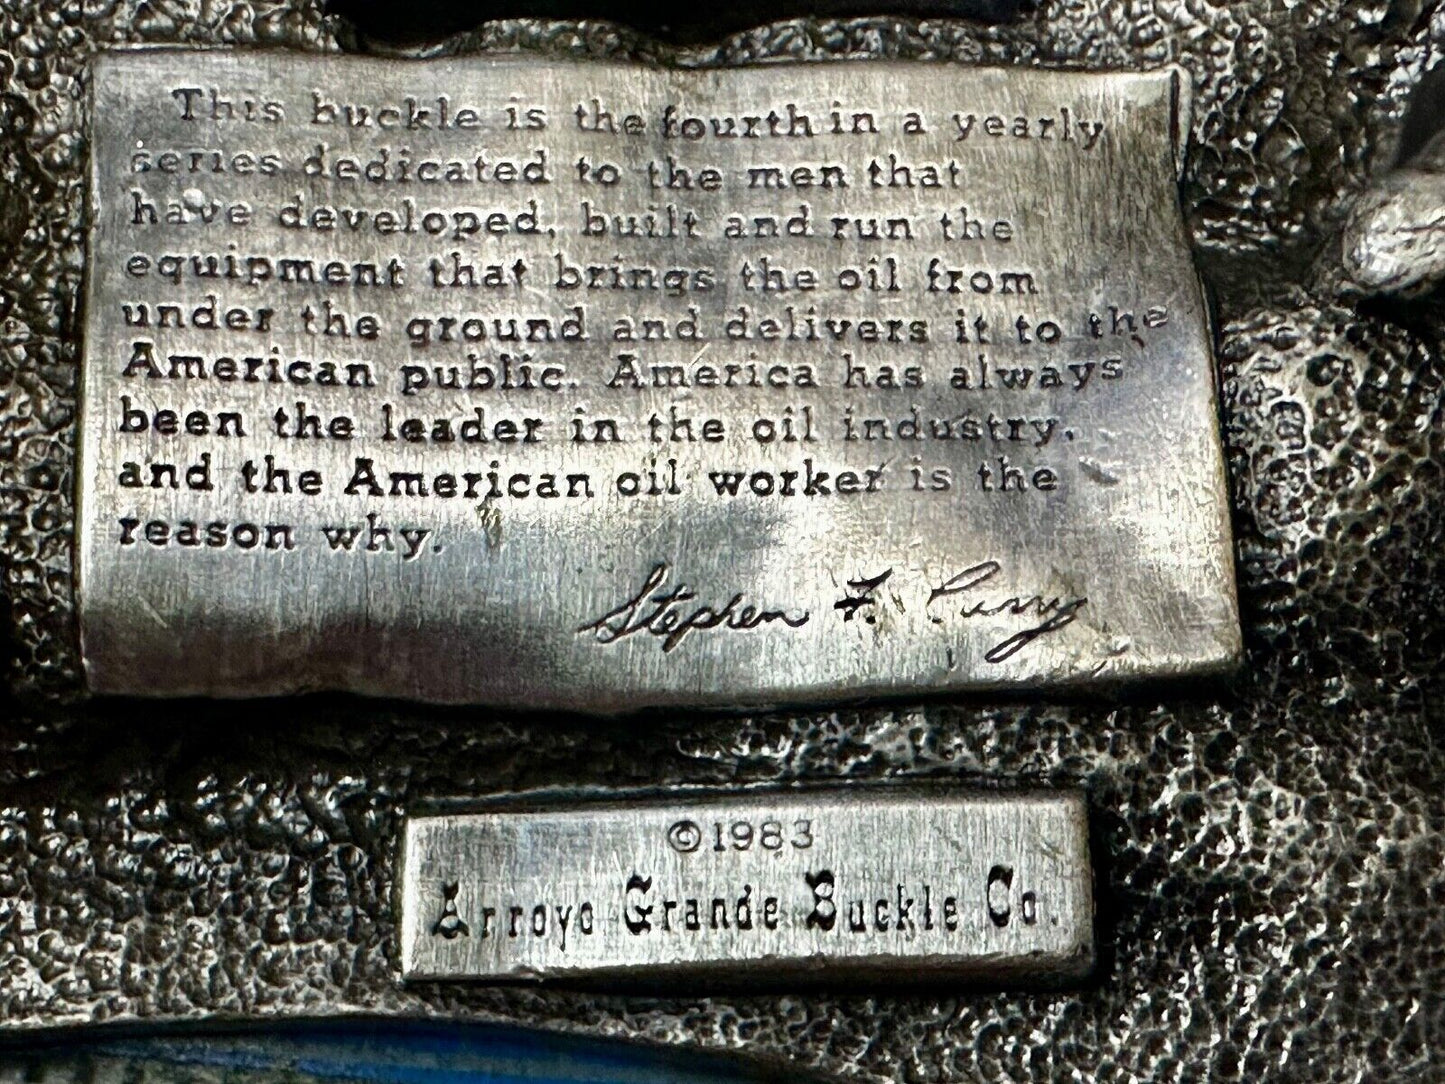 This buckle is the fourth in a yearly
series dedicated to the men that
have developed, built and run the
equipment that brings the oil from
under the ground and delivers it to the
American public. America has always
been the leader in the oil industry,
and the American oil worker is the
reason why.
Stephen F.
©1983
Arroyo Grande Buckle Co.